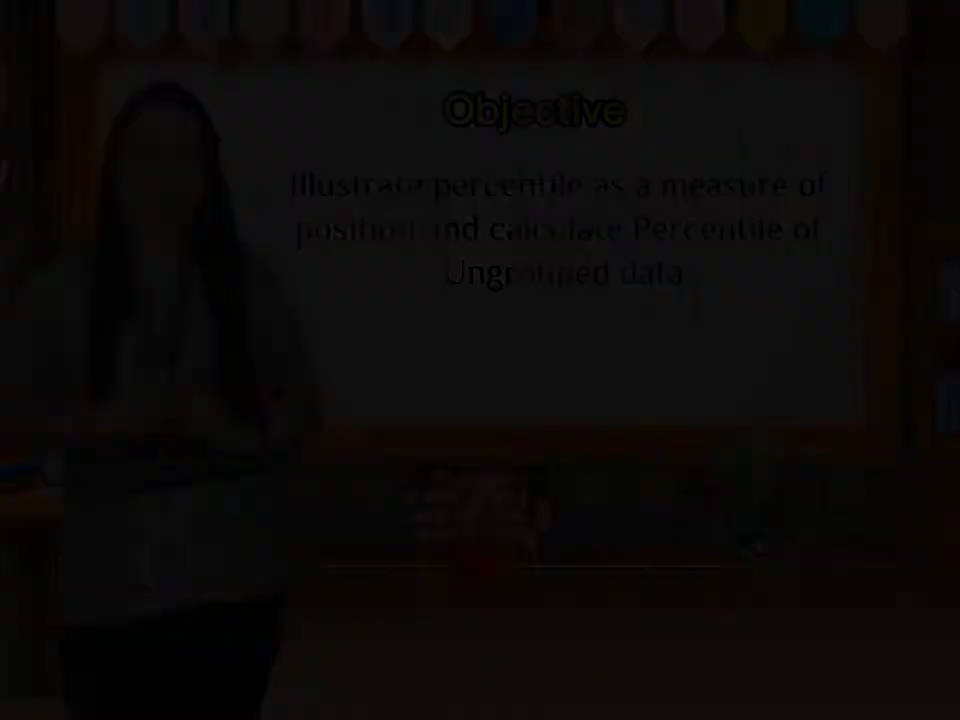 Objective
Illustrate percentile as a measure of
position and calculate Percentile of
Ungrouped data